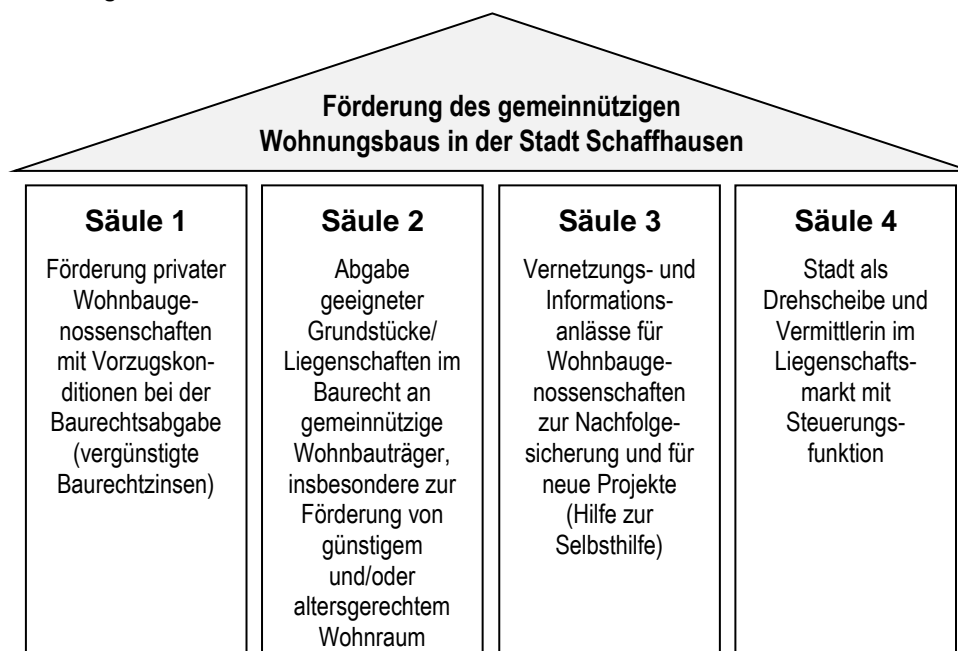 Förderung des gemeinnützigen
Wohnungsbaus in der Stadt Schaffhausen
Säule 1
Förderung privater
Wohnbauge-
nossenschaften
mit Vorzugskon-
ditionen bei der
Baurechtsabgabe
(vergünstigte
Baurechtzinsen)
Säule 2
Abgabe
geeigneter
Grundstücke/
Liegenschaften im
Baurecht an
gemeinnützige
Wohnbauträger,
insbesondere zur
Förderung von
günstigem
und/oder
altersgerechtem
Wohnraum
Säule 3
Vernetzungs- und
Informations-
anlässe für
Wohnbauge-
nossenschaften
zur Nachfolge-
sicherung und für
neue Projekte
(Hilfe zur
Selbsthilfe)
Säule 4
Stadt als
Drehscheibe und
Vermittlerin im
Liegenschafts-
markt mit
Steuerungs-
funktion